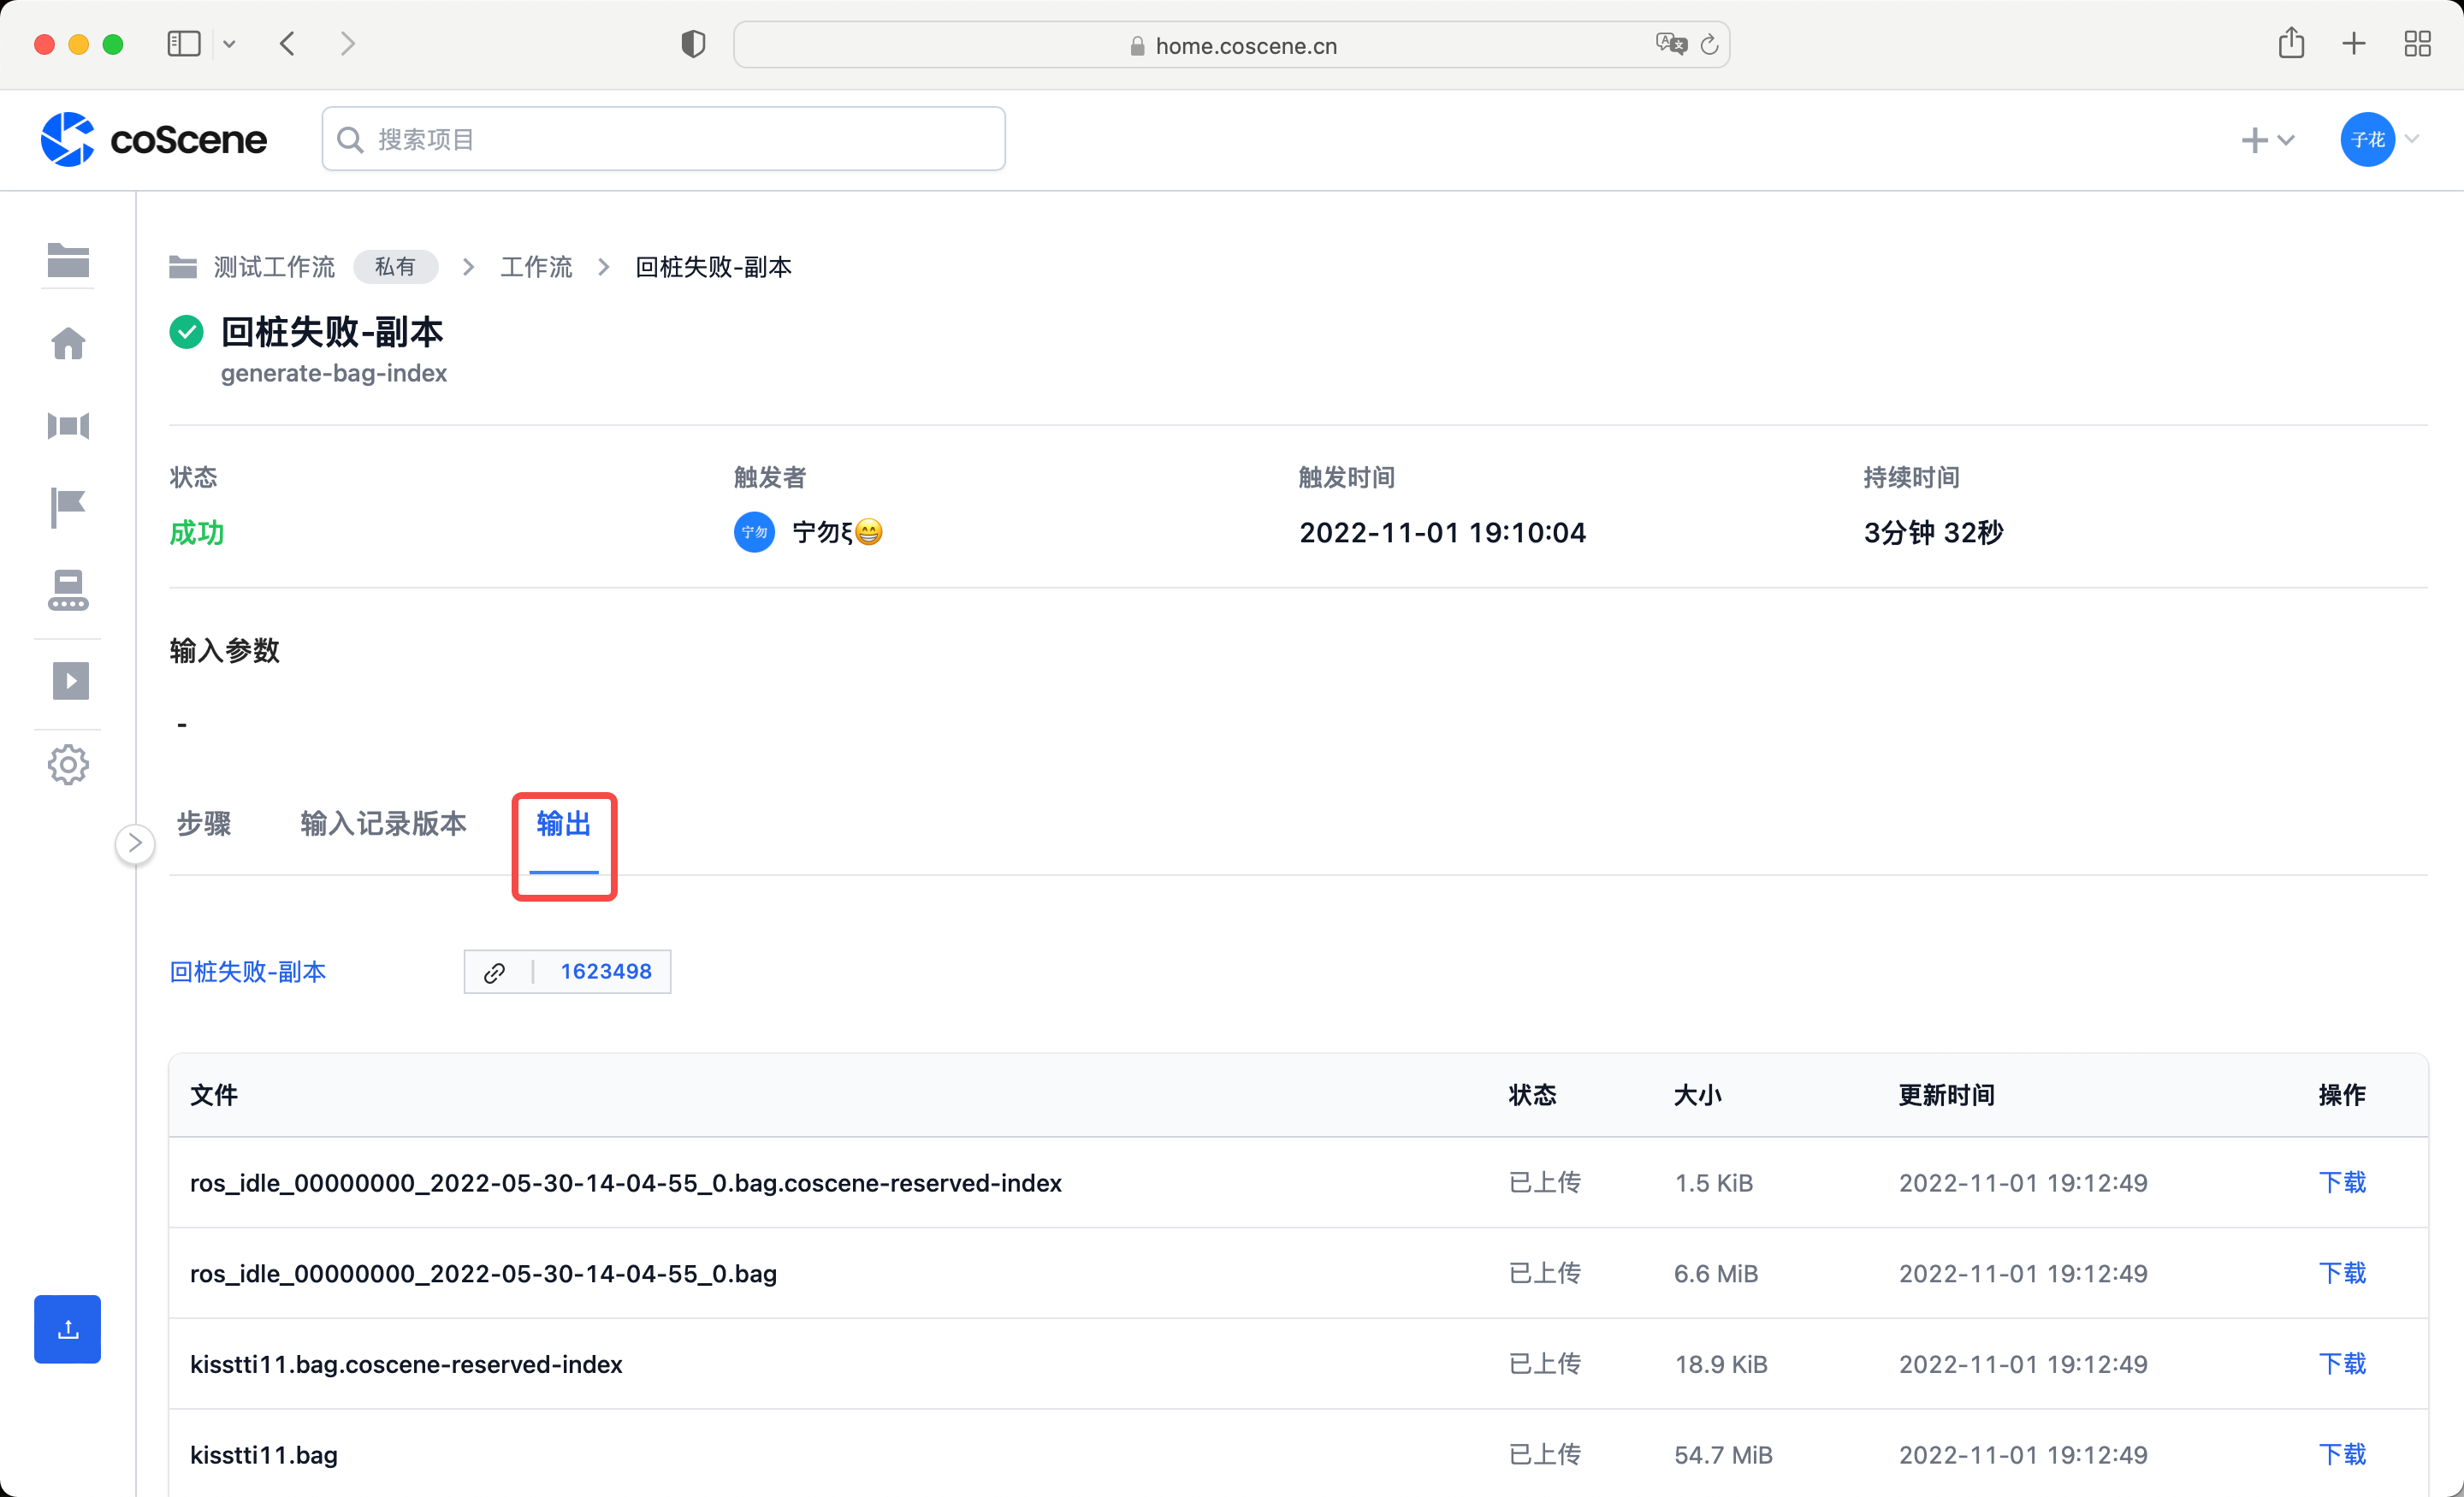 home.coscene.cn
coScene
搜索项目
子花
测试工作流 私有 工作流 回桩失败-副本
回桩失败-副本
generate-bag-index
状态 触发者 触发时间 持续时间
成功 宁勿 宁勿ξ😁 2022-11-01 19:10:04 3分钟 32秒
输入参数
-
步骤 输入记录版本 输出
回桩失败-副本 | 1623498
文件 状态 大小 更新时间 操作
ros_idle_00000000_2022-05-30-14-04-55_0.bag.coscene-reserved-index 已上传 1.5 KiB 2022-11-01 19:12:49 下载
ros_idle_00000000_2022-05-30-14-04-55_0.bag 已上传 6.6 MiB 2022-11-01 19:12:49 下载
kisstti11.bag.coscene-reserved-index 已上传 18.9 KiB 2022-11-01 19:12:49 下载
kisstti11.bag 已上传 54.7 MiB 2022-11-01 19:12:49 下载